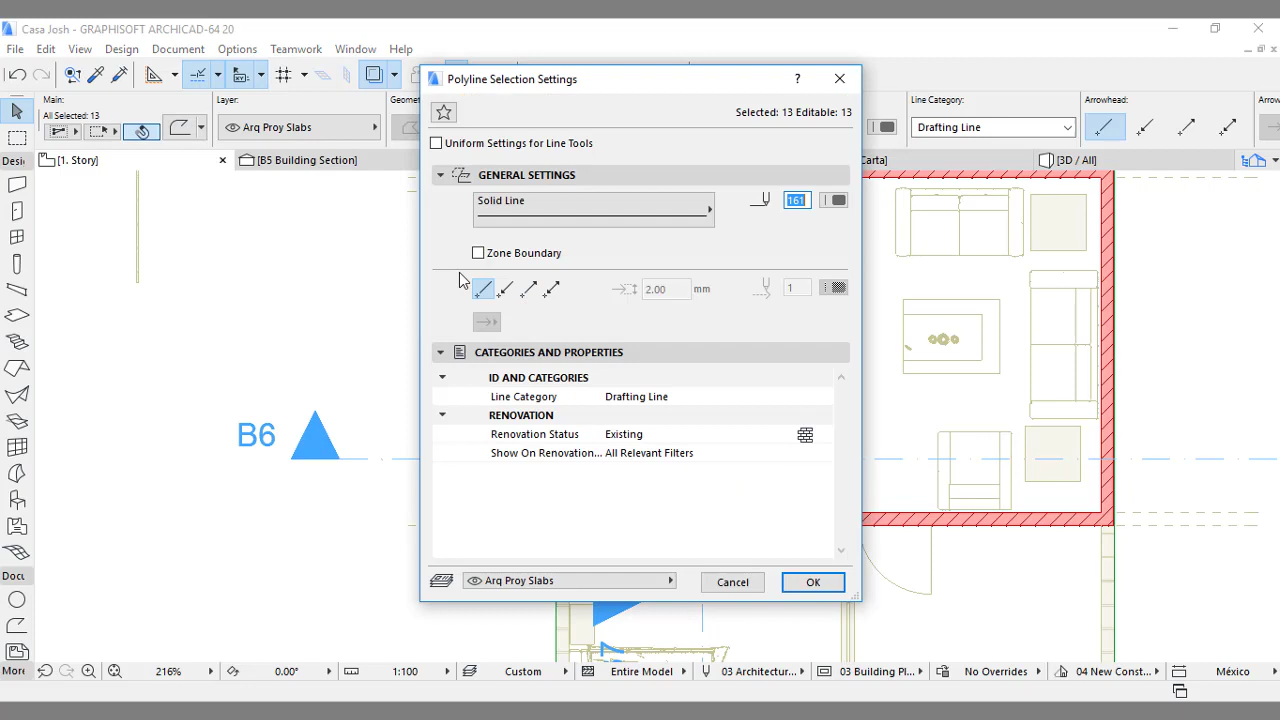 Casa Josh - GRAPHISOFT ARCHICAD-64 20
File Edit View Design Document Options Teamwork Window Help
Main:
All Selected: 13
Layer:
Arq Proy Slabs
Line Category:
Drafting Line
Arrowhead:
[1. Story]
[B5 Building Section]
[3D / All]
Polyline Selection Settings
?
Selected: 13 Editable: 13
Uniform Settings for Line Tools
GENERAL SETTINGS
Solid Line
161
Zone Boundary
2.00 mm
1
CATEGORIES AND PROPERTIES
ID AND CATEGORIES
Line Category Drafting Line
RENOVATION
Renovation Status Existing
Show On Renovation... All Relevant Filters
Arq Proy Slabs
Cancel
OK
B6
Desi
Docu
More
216%
0.00°
1:100
Custom
Entire Model
03 Architectur...
03 Building Pl...
No Overrides
04 New Const...
México